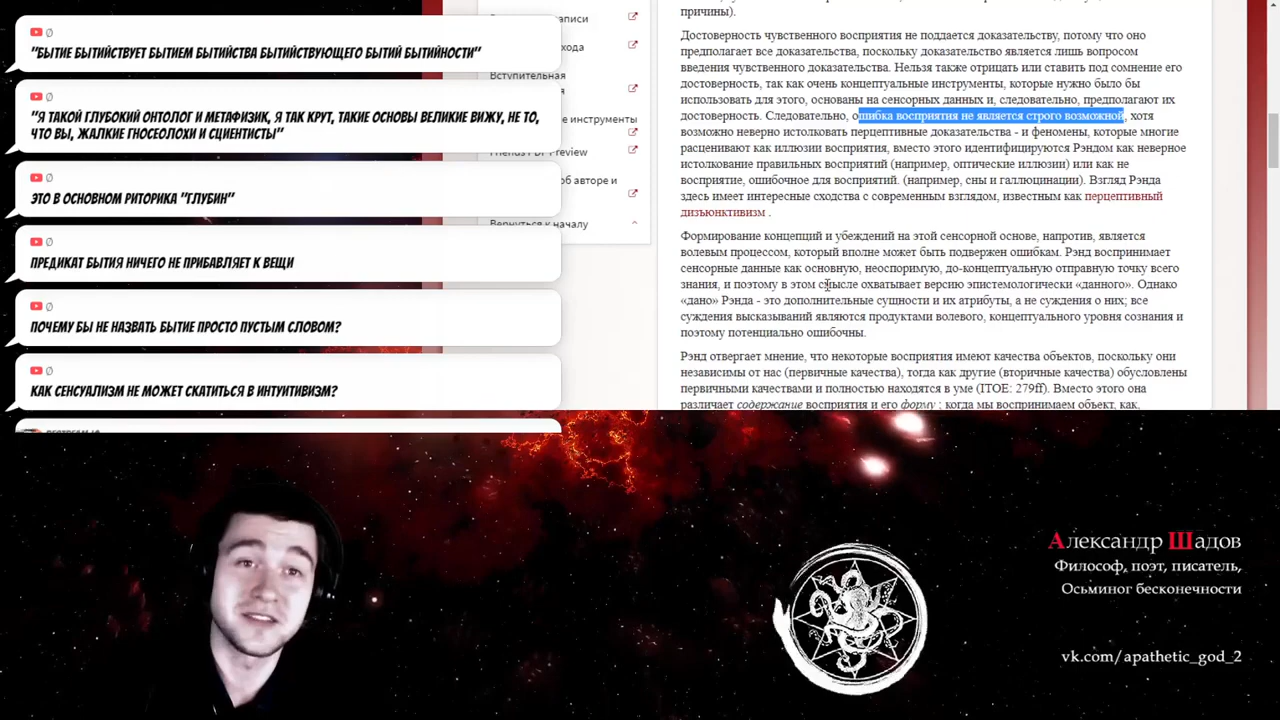 Ø
"БЫТИЕ БЫТИЙСТВУЕТ БЫТИЕМ БЫТИЙСТВА БЫТИЙСТВУЮЩЕГО БЫТИЙ БЫТИЙНОСТИ"
Ø
"Я ТАКОЙ ГЛУБОКИЙ ОНТОЛОГ И МЕТАФИЗИК, Я ТАК КРУТ, ТАКИЕ ОСНОВЫ ВЕЛИКИЕ ВИЖУ, НЕ ТО,
ЧТО ВЫ, ЖАЛКИЕ ГНОСЕОЛОХИ И СЦИЕНТИСТЫ"
Ø
ЭТО В ОСНОВНОМ РИТОРИКА "ГЛУБИН"
Ø
ПРЕДИКАТ БЫТИЯ НИЧЕГО НЕ ПРИБАВЛЯЕТ К ВЕЩИ
Ø
ПОЧЕМУ БЫ НЕ НАЗВАТЬ БЫТИЕ ПРОСТО ПУСТЫМ СЛОВОМ?
Ø
КАК СЕНСУАЛИЗМ НЕ МОЖЕТ СКАТИТЬСЯ В ИНТУИТИВИЗМ?
Вступительная
е инструменты
Preview
об авторе и
Вернуться к началу
причины).
Достоверность чувственного восприятия не поддается доказательству, потому что оно
предполагает все доказательства, поскольку доказательство является лишь вопросом
введения чувственного доказательства. Нельзя также отрицать или ставить под сомнение его
достоверность, так как очень концептуальные инструменты, которые нужно было бы
использовать для этого, основаны на сенсорных данных и, следовательно, предполагают их
достоверность. Следовательно, ошибка восприятия не является строго возможной, хотя
возможно неверно истолковать перцептивные доказательства - и феномены, которые многие
расценивают как иллюзии восприятия, вместо этого идентифицируются Рэндом как неверное
истолкование правильных восприятий (например, оптические иллюзии) или как не
восприятие, ошибочное для восприятий. (например, сны и галлюцинации). Взгляд Рэнда
здесь имеет интересные сходства с современным взглядом, известным как перцептивный
дизъюнктивизм .
Формирование концепций и убеждений на этой сенсорной основе, напротив, является
волевым процессом, который вполне может быть подвержен ошибкам. Рэнд воспринимает
сенсорные данные как основную, неоспоримую, до-концептуальную отправную точку всего
знания, и поэтому в этом смысле охватывает версию эпистемологически «данного». Однако
«дано» Рэнда - это дополнительные сущности и их атрибуты, а не суждения о них; все
суждения высказываний являются продуктами волевого, концептуального уровня сознания и
поэтому потенциально ошибочны.
Рэнд отвергает мнение, что некоторые восприятия имеют качества объектов, поскольку они
независимы от нас (первичные качества), тогда как другие (вторичные качества) обусловлены
первичными качествами и полностью находятся в уме (ITOE: 279ff). Вместо этого она
различает содержание восприятия и его форму ; когда мы воспринимаем объект, как,
Александр Шадов
Философ, поэт, писатель,
Осьминог бесконечности
vk.com/apathetic_god_2